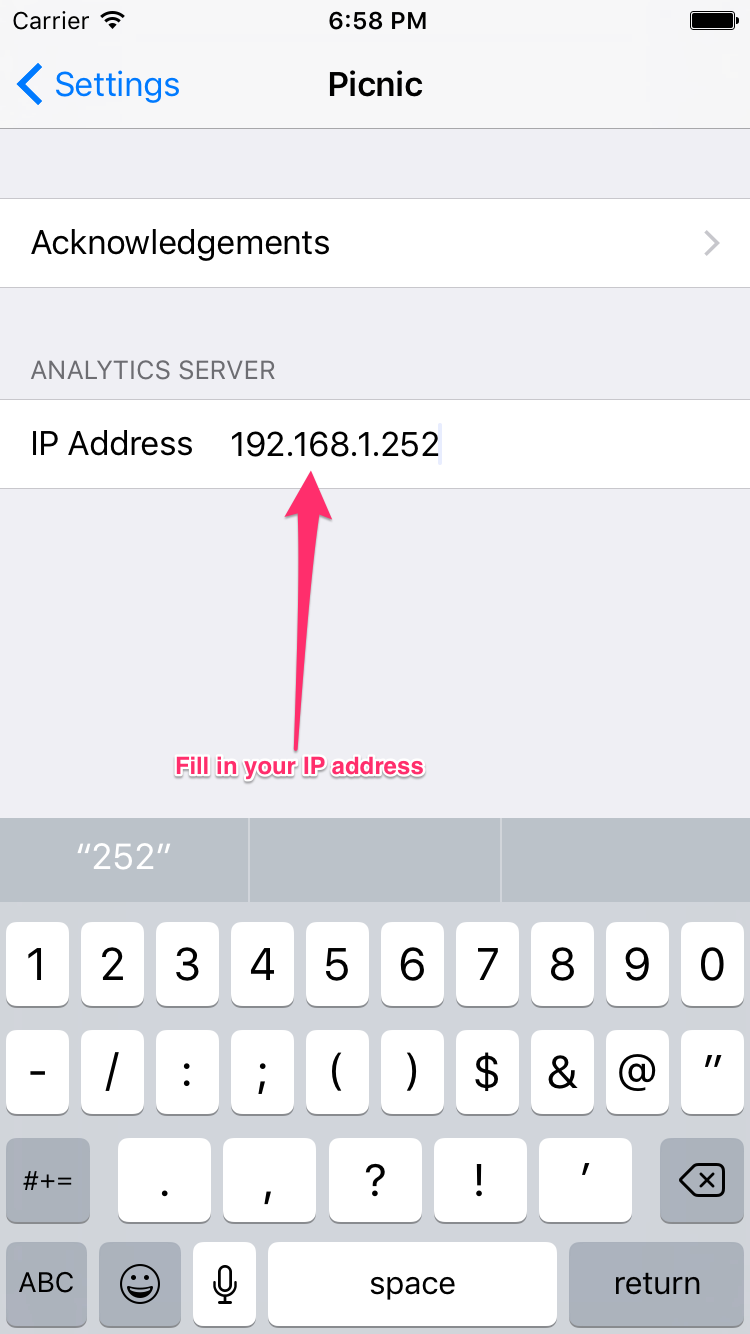 Carrier 6:58 PM
Settings Picnic
Acknowledgements
ANALYTICS SERVER
IP Address 192.168.1.252
Fill in your IP address
“252”
1 2 3 4 5 6 7 8 9 0
- / : ; ( ) $ & @ ”
#+= . , ? ! ’
ABC space return